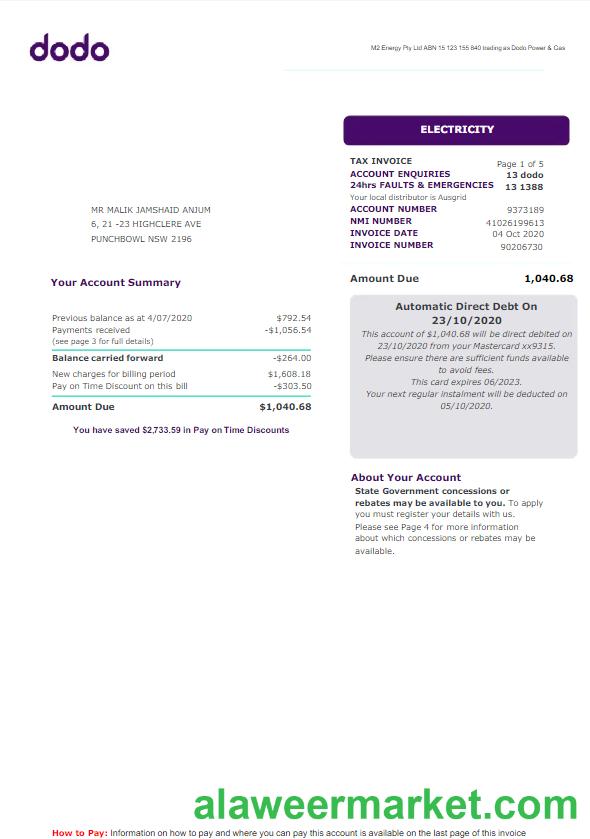 dodo
M2 Energy Pty Ltd ABN 15 123 155 840 trading as Dodo Power & Gas
ELECTRICITY
TAX INVOICE Page 1 of 5
ACCOUNT ENQUIRIES 13 dodo
24hrs FAULTS & EMERGENCIES 13 1388
Your local distributor is Ausgrid
ACCOUNT NUMBER 9373189
NMI NUMBER 41026199613
INVOICE DATE 04 Oct 2020
INVOICE NUMBER 90206730
MR MALIK JAMSHAID ANJUM
6, 21 -23 HIGHCLERE AVE
PUNCHBOWL NSW 2196
Your Account Summary
Previous balance as at 4/07/2020 $792.54
Payments received -$1,056.54
(see page 3 for full details)
Balance carried forward -$264.00
New charges for billing period $1,608.18
Pay on Time Discount on this bill -$303.50
Amount Due $1,040.68
You have saved $2,733.59 in Pay on Time Discounts
Amount Due 1,040.68
Automatic Direct Debt On
23/10/2020
This account of $1,040.68 will be direct debited on
23/10/2020 from your Mastercard xx9315.
Please ensure there are sufficient funds available
to avoid fees.
This card expires 06/2023.
Your next regular instalment will be deducted on
05/10/2020.
About Your Account
State Government concessions or
rebates may be available to you. To apply
you must register your details with us.
Please see Page 4 for more information
about which concessions or rebates may be
available.
alaweermarket.com
How to Pay: Information on how to pay and where you can pay this account is available on the last page of this invoice